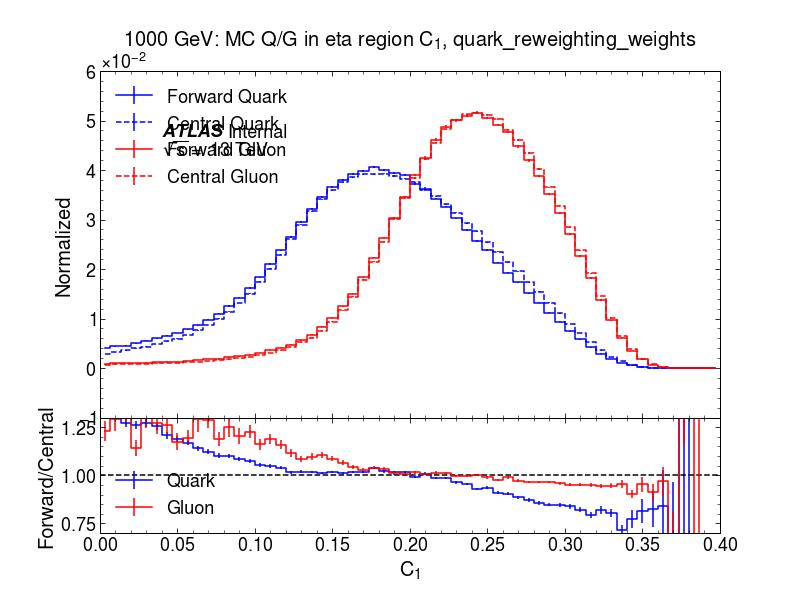 1000 GeV: MC Q/G in eta region C₁, quark_reweighting_weights
×10⁻²
6
5
4
3
2
1
0
1
Normalized
Forward Quark
Central Quark
ATLAS Internal
√s = 13 TeV
Forward Gluon
Central Gluon
1.25
1.00
0.75
Forward/Central
Quark
Gluon
0.00 0.05 0.10 0.15 0.20 0.25 0.30 0.35 0.40
C₁